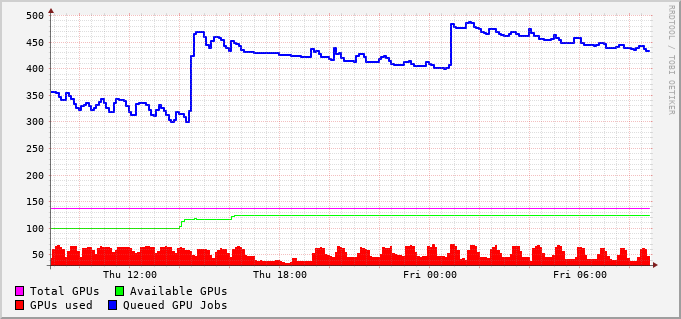 500
450
400
350
300
250
200
150
100
50
Thu 12:00 Thu 18:00 Fri 00:00 Fri 06:00
Total GPUs Available GPUs
GPUs used Queued GPU Jobs
RRDTOOL / TOBI OETIKER